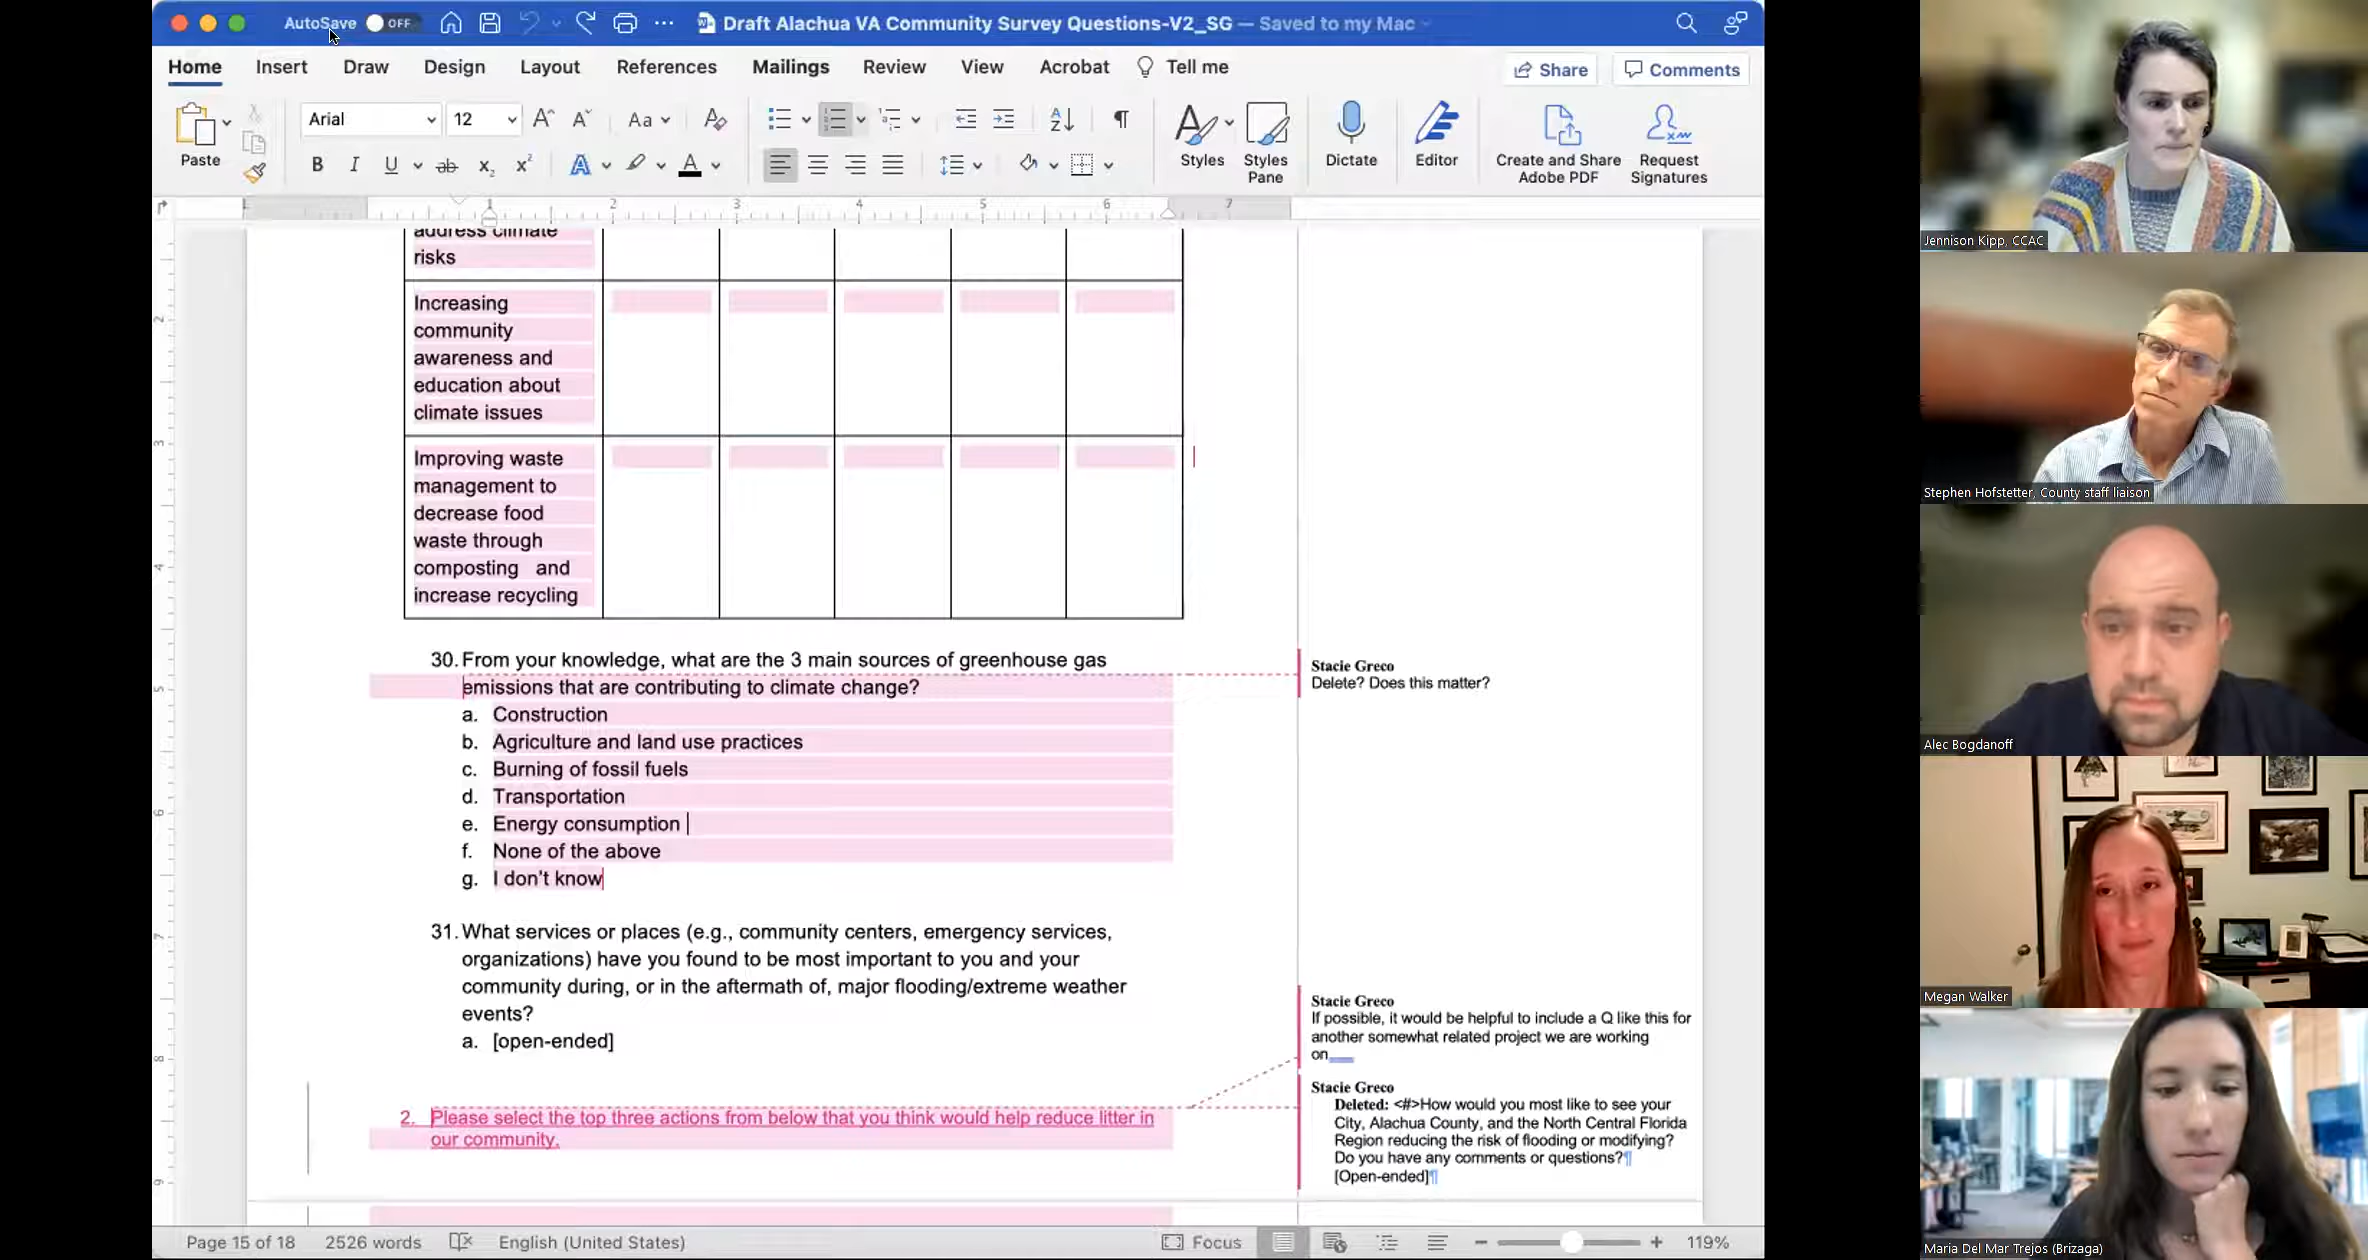 AutoSave OFF Draft Alachua VA Community Survey Questions-V2_SG — Saved to my Mac
Home Insert Draw Design Layout References Mailings Review View Acrobat Tell me Share Comments
Paste Arial 12 Aa Styles Styles Pane Dictate Editor Create and Share Adobe PDF Request Signatures
1 2 3 4 5 6 7
address climate
risks
Increasing
community
awareness and
education about
climate issues
Improving waste
management to
decrease food
waste through
composting and
increase recycling
30. From your knowledge, what are the 3 main sources of greenhouse gas
emissions that are contributing to climate change?
a. Construction
b. Agriculture and land use practices
c. Burning of fossil fuels
d. Transportation
e. Energy consumption
f. None of the above
g. I don't know
Stacie Greco
Delete? Does this matter?
31. What services or places (e.g., community centers, emergency services,
organizations) have you found to be most important to you and your
community during, or in the aftermath of, major flooding/extreme weather
events?
a. [open-ended]
Stacie Greco
If possible, it would be helpful to include a Q like this for
another somewhat related project we are working
on
2. Please select the top three actions from below that you think would help reduce litter in
our community.
Stacie Greco
Deleted: <#>How would you most like to see your
City, Alachua County, and the North Central Florida
Region reducing the risk of flooding or modifying?
Do you have any comments or questions?¶
[Open-ended]¶
Page 15 of 18 2526 words English (United States) Focus 119%
Jennison Kipp, CCAC
Stephen Hofstetter, County staff liaison
Alec Bogdanoff
Megan Walker
Maria Del Mar Trejos (Brizaga)